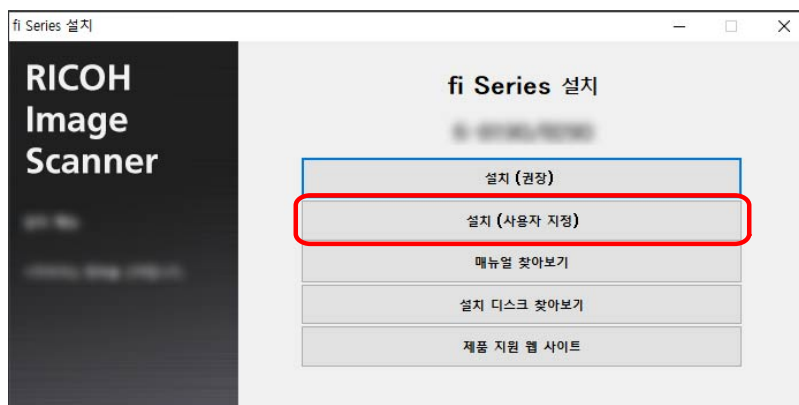 fi Series 설치
RICOH
Image
Scanner
fi Series 설치
설치 (권장)
설치 (사용자 지정)
매뉴얼 찾아보기
설치 디스크 찾아보기
제품 지원 웹 사이트